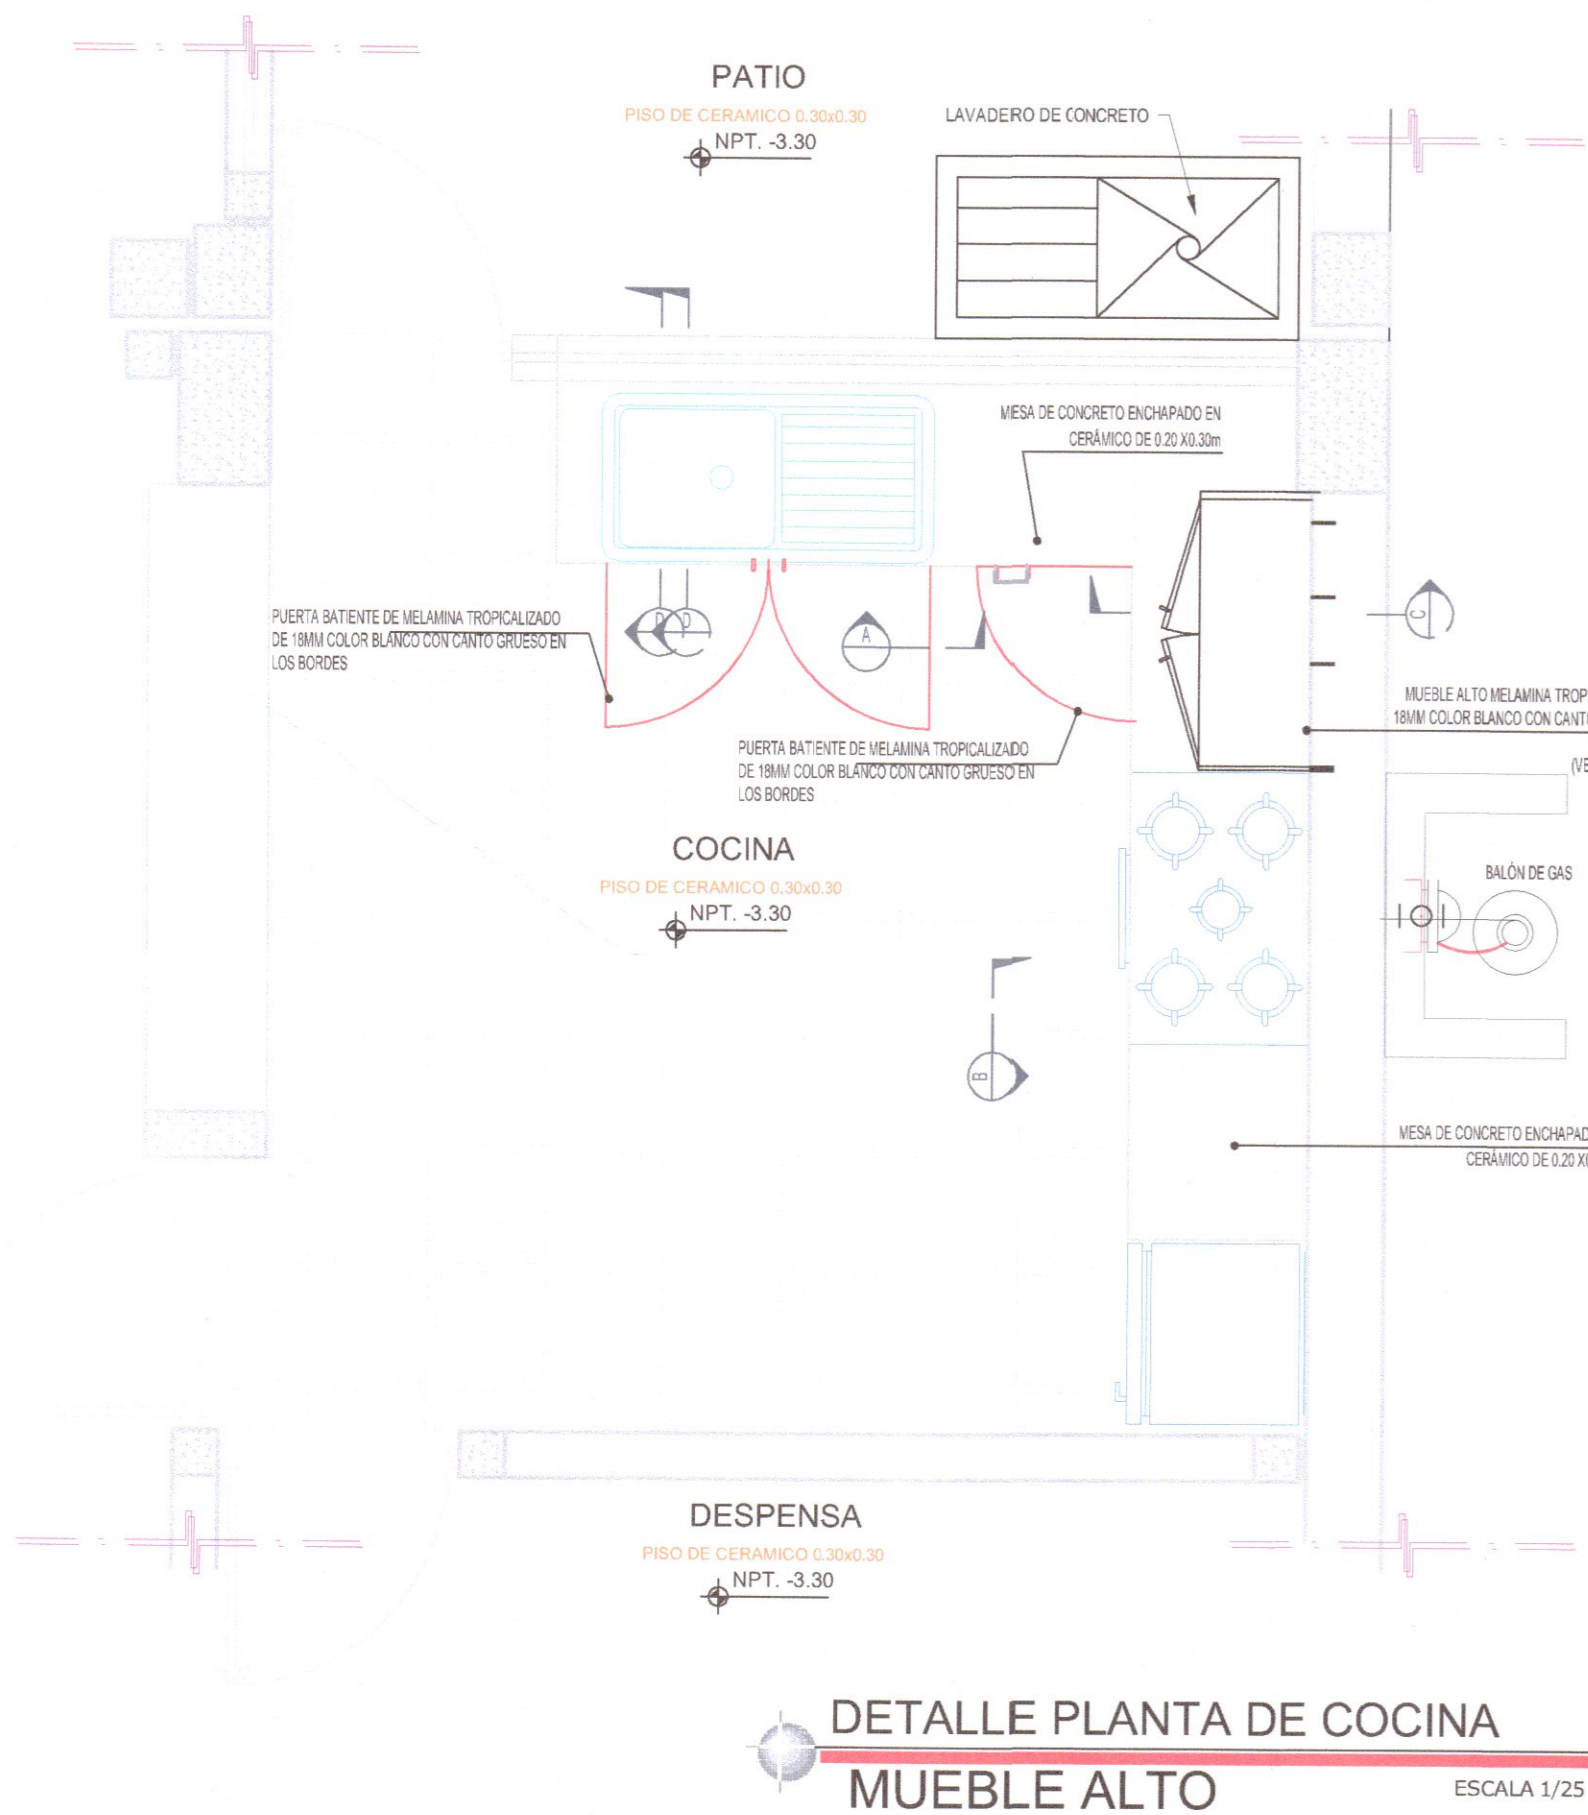 PATIO
PISO DE CERAMICO 0.30x0.30
NPT. -3.30
LAVADERO DE CONCRETO
MESA DE CONCRETO ENCHAPADO EN
CERÁMICO DE 0.20 X0.30m
PUERTA BATIENTE DE MELAMINA TROPICALIZADO
DE 18MM COLOR BLANCO CON CANTO GRUESO EN
LOS BORDES
D
D
A
C
MUEBLE ALTO MELAMINA TROP
18MM COLOR BLANCO CON CANT
(VE
PUERTA BATIENTE DE MELAMINA TROPICALIZADO
DE 18MM COLOR BLANCO CON CANTO GRUESO EN
LOS BORDES
COCINA
PISO DE CERAMICO 0.30x0.30
NPT. -3.30
BALÓN DE GAS
B
MESA DE CONCRETO ENCHAPAD
CERÁMICO DE 0.20 X0
DESPENSA
PISO DE CERAMICO 0.30x0.30
NPT. -3.30
DETALLE PLANTA DE COCINA
MUEBLE ALTO
ESCALA 1/25